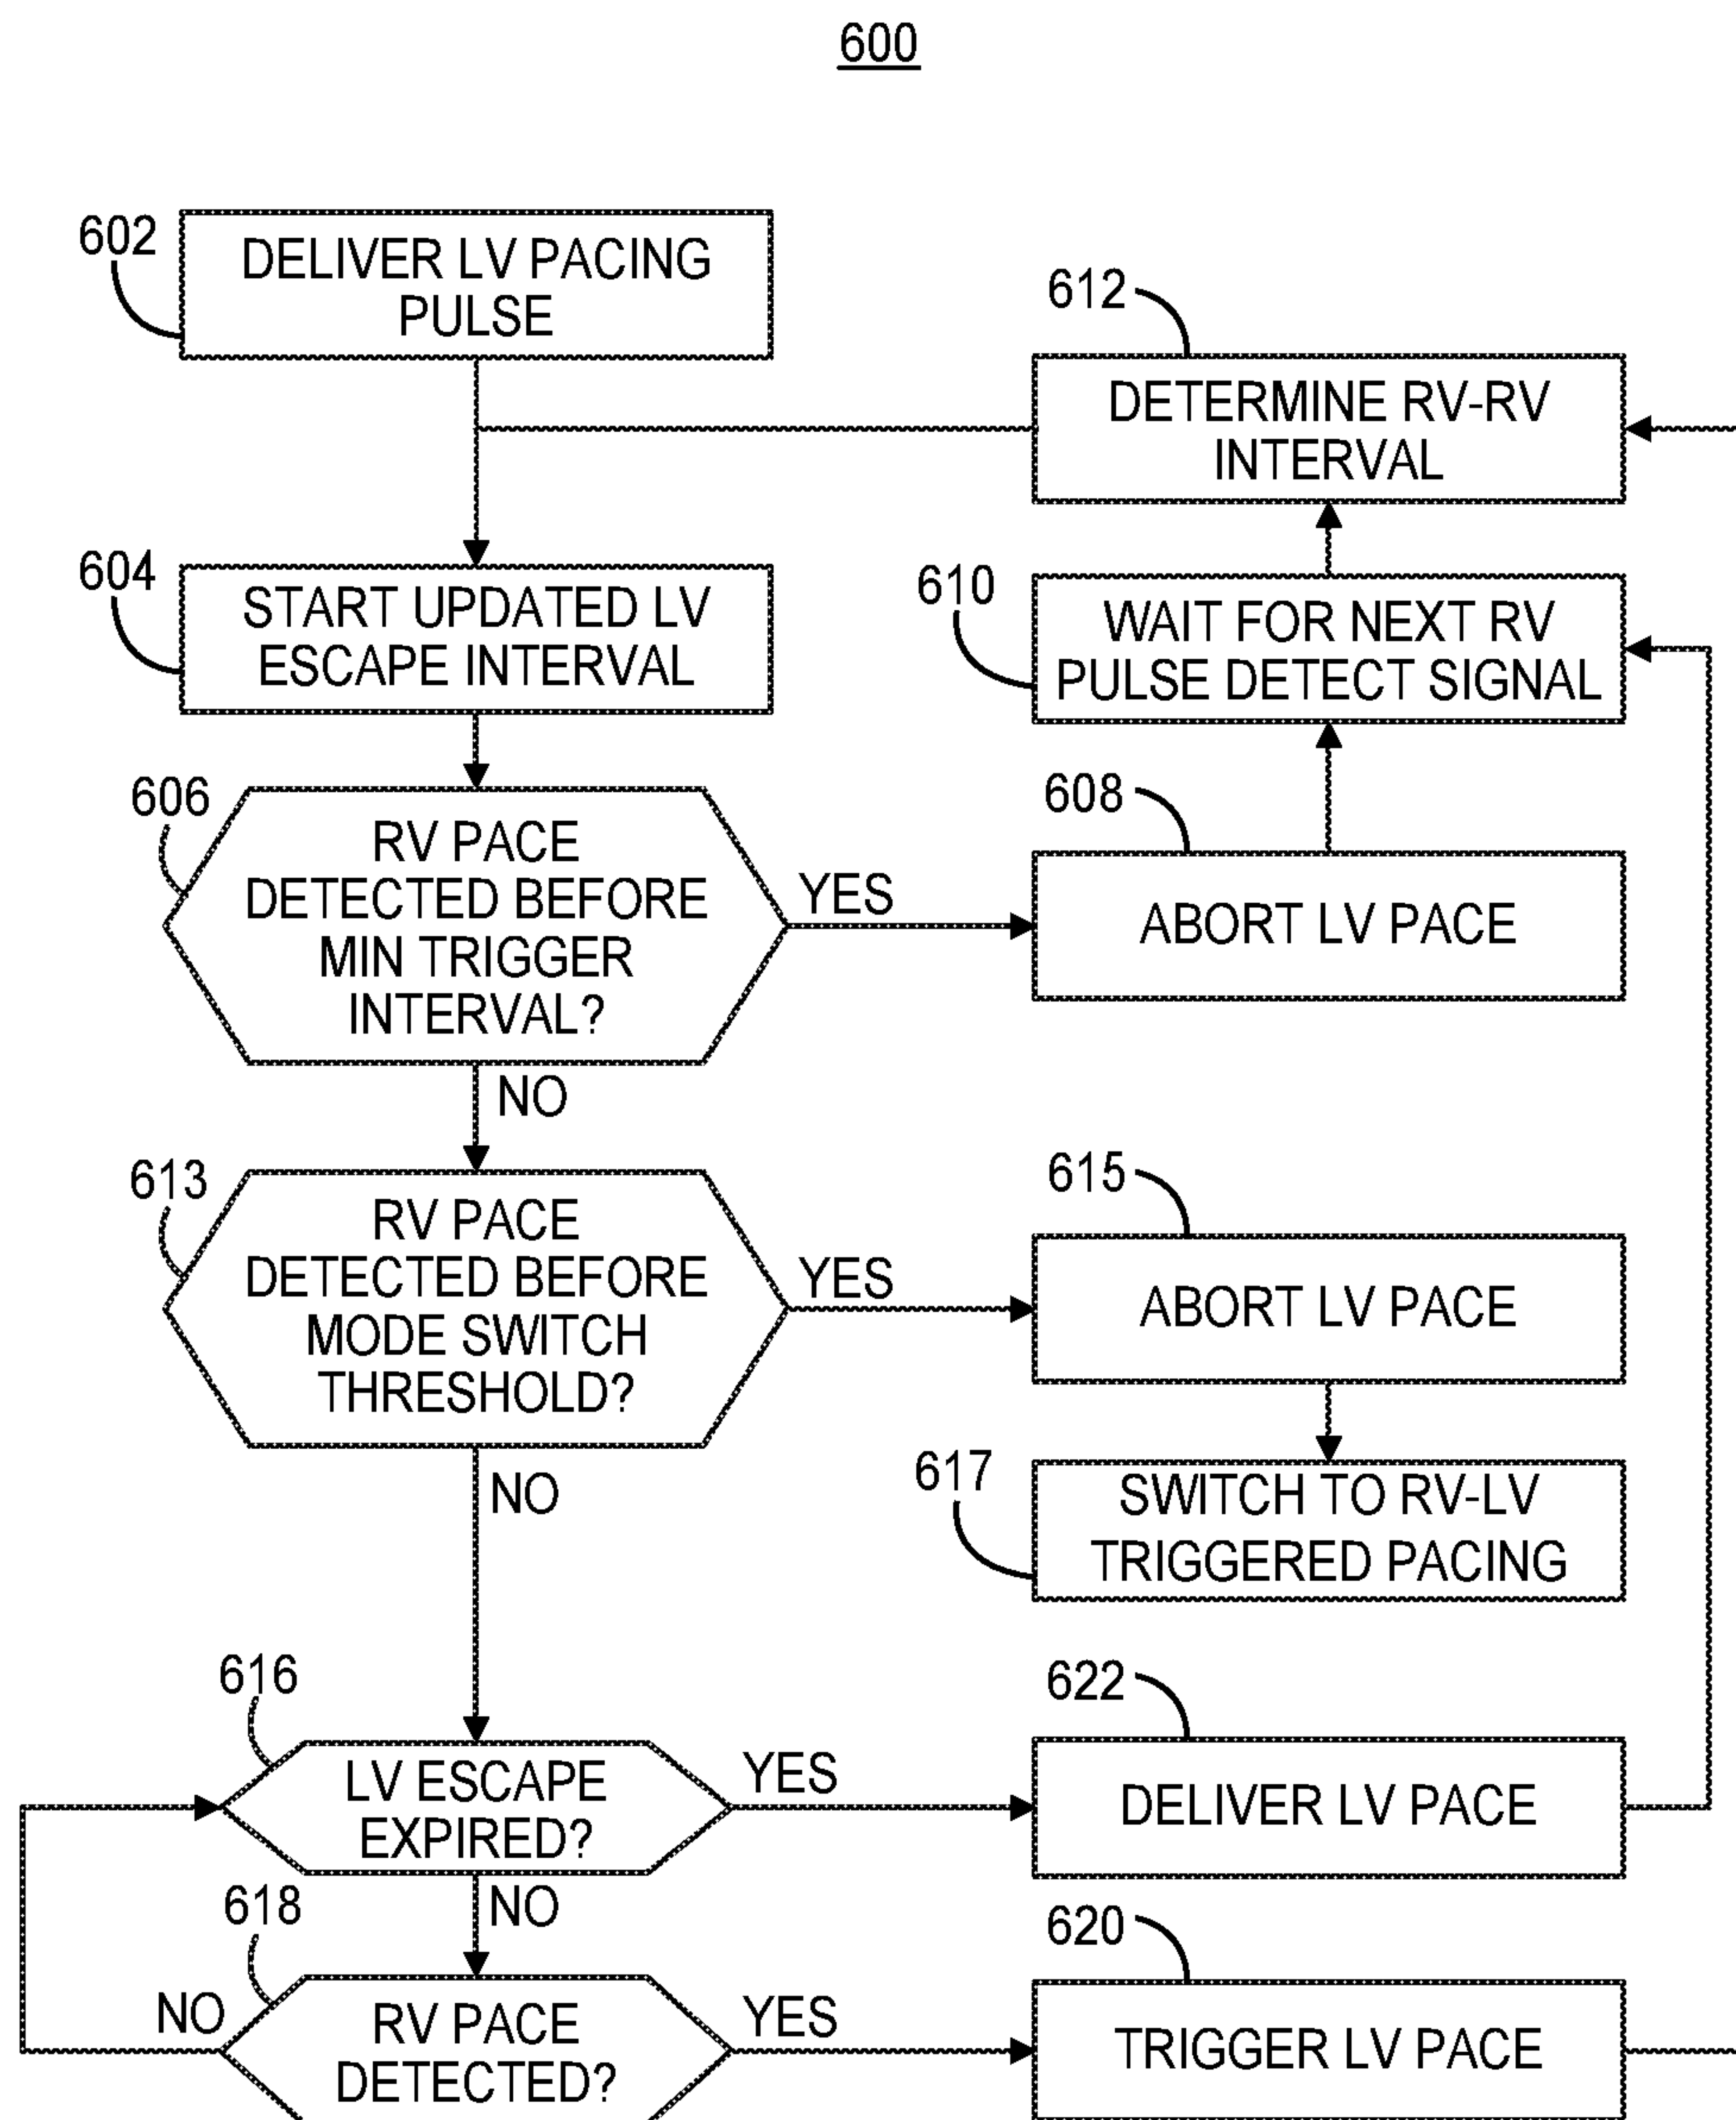 600
602
DELIVER LV PACING
PULSE
612
DETERMINE RV-RV
INTERVAL
604
START UPDATED LV
ESCAPE INTERVAL
610
WAIT FOR NEXT RV
PULSE DETECT SIGNAL
606
RV PACE
DETECTED BEFORE
MIN TRIGGER
INTERVAL?
YES
608
ABORT LV PACE
NO
613
RV PACE
DETECTED BEFORE
MODE SWITCH
THRESHOLD?
YES
615
ABORT LV PACE
NO
617
SWITCH TO RV-LV
TRIGGERED PACING
616
LV ESCAPE
EXPIRED?
YES
622
DELIVER LV PACE
NO
618
RV PACE
DETECTED?
NO
YES
620
TRIGGER LV PACE